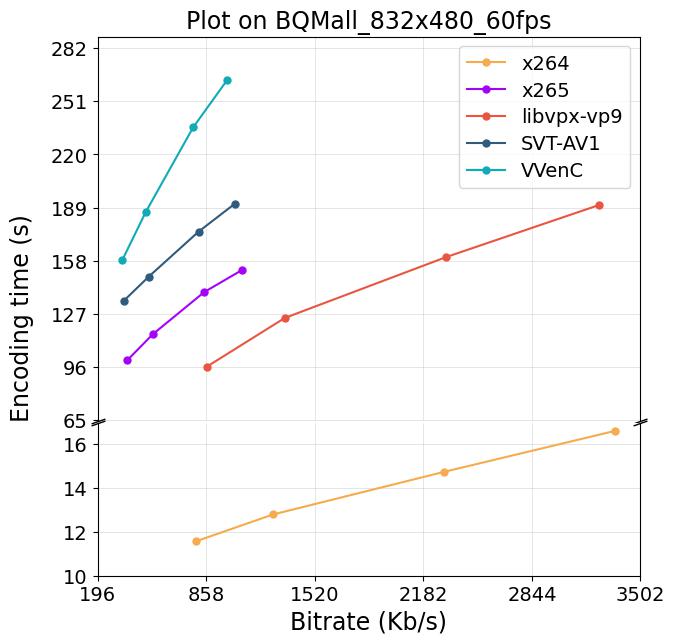 Plot on BQMall_832x480_60fps
282
251
220
189
158
127
96
65
16
14
12
10
Encoding time (s)
x264
x265
libvpx-vp9
SVT-AV1
VVenC
196 858 1520 2182 2844 3502
Bitrate (Kb/s)